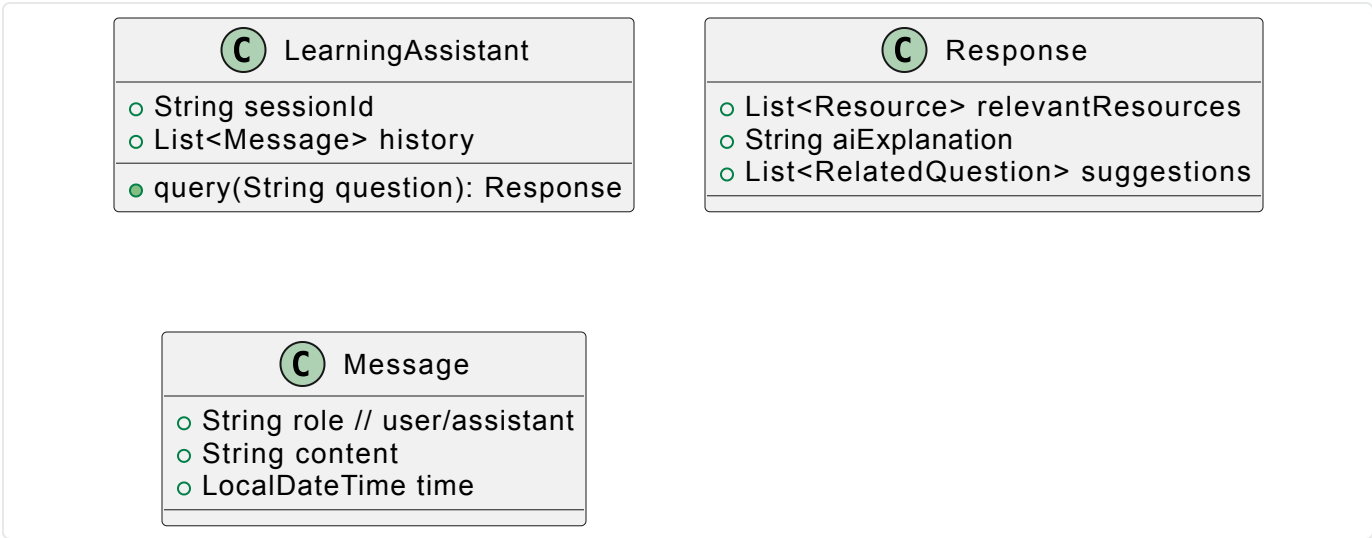 C LearningAssistant
String sessionId
List<Message> history
query(String question): Response
C Response
List<Resource> relevantResources
String aiExplanation
List<RelatedQuestion> suggestions
C Message
String role // user/assistant
String content
LocalDateTime time